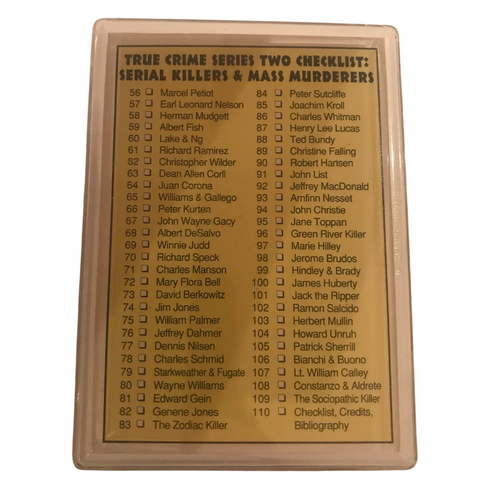 TRUE CRIME SERIES TWO CHECKLIST:
SERIAL KILLERS & MASS MURDERERS
56 ☐ Marcel Petiot
57 ☐ Earl Leonard Nelson
58 ☐ Herman Mudgett
59 ☐ Albert Fish
60 ☐ Lake & Ng
61 ☐ Richard Ramirez
62 ☐ Christopher Wilder
63 ☐ Dean Allen Corll
64 ☐ Juan Corona
65 ☐ Williams & Gallego
66 ☐ Peter Kurten
67 ☐ John Wayne Gacy
68 ☐ Albert DeSalvo
69 ☐ Winnie Judd
70 ☐ Richard Speck
71 ☐ Charles Manson
72 ☐ Mary Flora Bell
73 ☐ David Berkowitz
74 ☐ Jim Jones
75 ☐ William Palmer
76 ☐ Jeffrey Dahmer
77 ☐ Dennis Nilsen
78 ☐ Charles Schmid
79 ☐ Starkweather & Fugate
80 ☐ Wayne Williams
81 ☐ Edward Gein
82 ☐ Genene Jones
83 ☐ The Zodiac Killer
84 ☐ Peter Sutcliffe
85 ☐ Joachim Kroll
86 ☐ Charles Whitman
87 ☐ Henry Lee Lucas
88 ☐ Ted Bundy
89 ☐ Christine Falling
90 ☐ Robert Hansen
91 ☐ John List
92 ☐ Jeffrey MacDonald
93 ☐ Arnfinn Nesset
94 ☐ John Christie
95 ☐ Jane Toppan
96 ☐ Green River Killer
97 ☐ Marie Hilley
98 ☐ Jerome Brudos
99 ☐ Hindley & Brady
100 ☐ James Huberty
101 ☐ Jack the Ripper
102 ☐ Ramon Salcido
103 ☐ Herbert Mullin
104 ☐ Howard Unruh
105 ☐ Patrick Sherrill
106 ☐ Bianchi & Buono
107 ☐ Lt. William Calley
108 ☐ Constanzo & Aldrete
109 ☐ The Sociopathic Killer
110 ☐ Checklist, Credits,
Bibliography